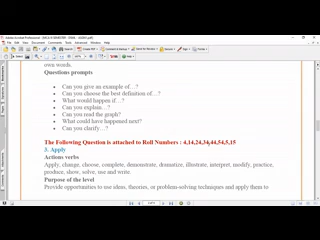 own words.
Questions prompts
• Can you give an example of…?
• Can you choose the best definition of…?
• What would happen if…?
• Can you explain…?
• Can you read the graph?
• What could have happened next?
• Can you clarify…?
The Following Question is attached to Roll Numbers : 4,14,24,34,44,54,5,15
3. Apply
Actions verbs
Apply, change, choose, complete, demonstrate, dramatize, illustrate, interpret, modify, practice,
produce, show, solve, use and write
Purpose of the level
Provide opportunities to use ideas, theories, or problem-solving techniques and apply them to